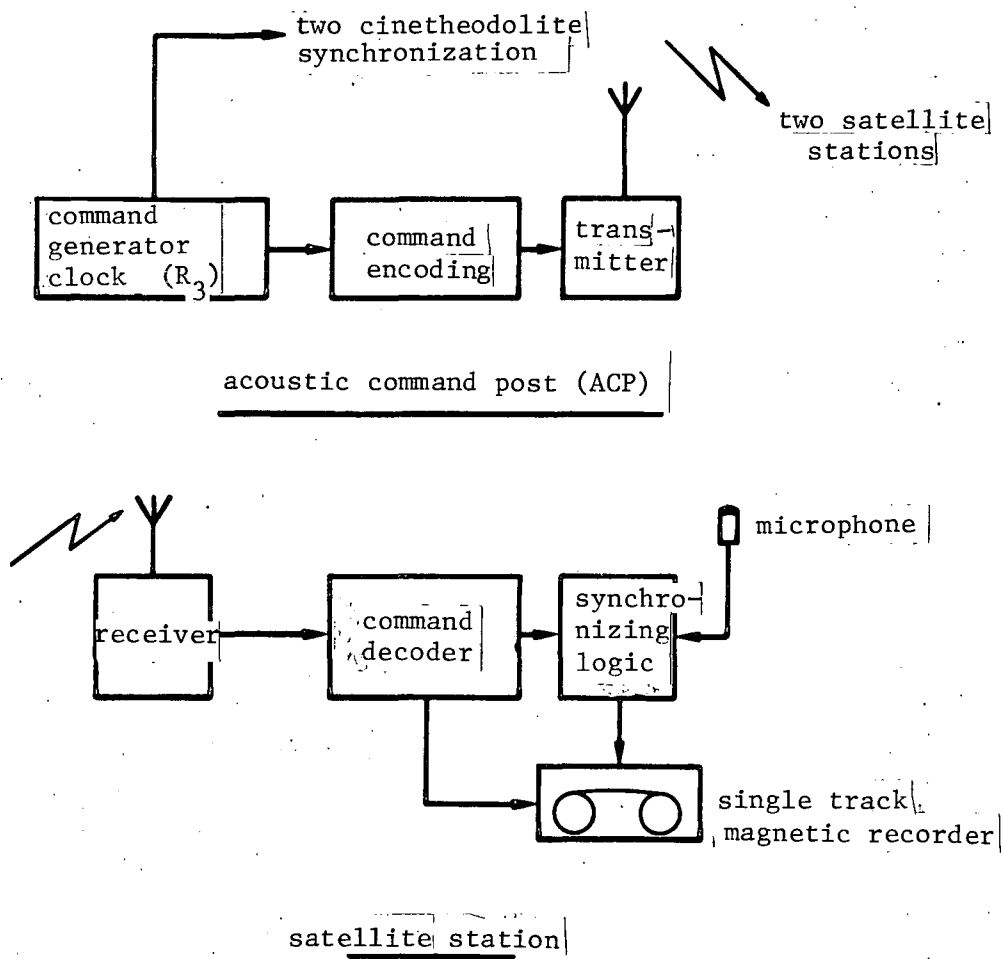 two cinetheodolite
synchronization
two satellite
stations
command
generator
clock (R₃)
command
encoding
trans-
mitter
acoustic command post (ACP)
microphone
receiver
command
decoder
synchro-
nizing
logic
single track
magnetic recorder
satellite station